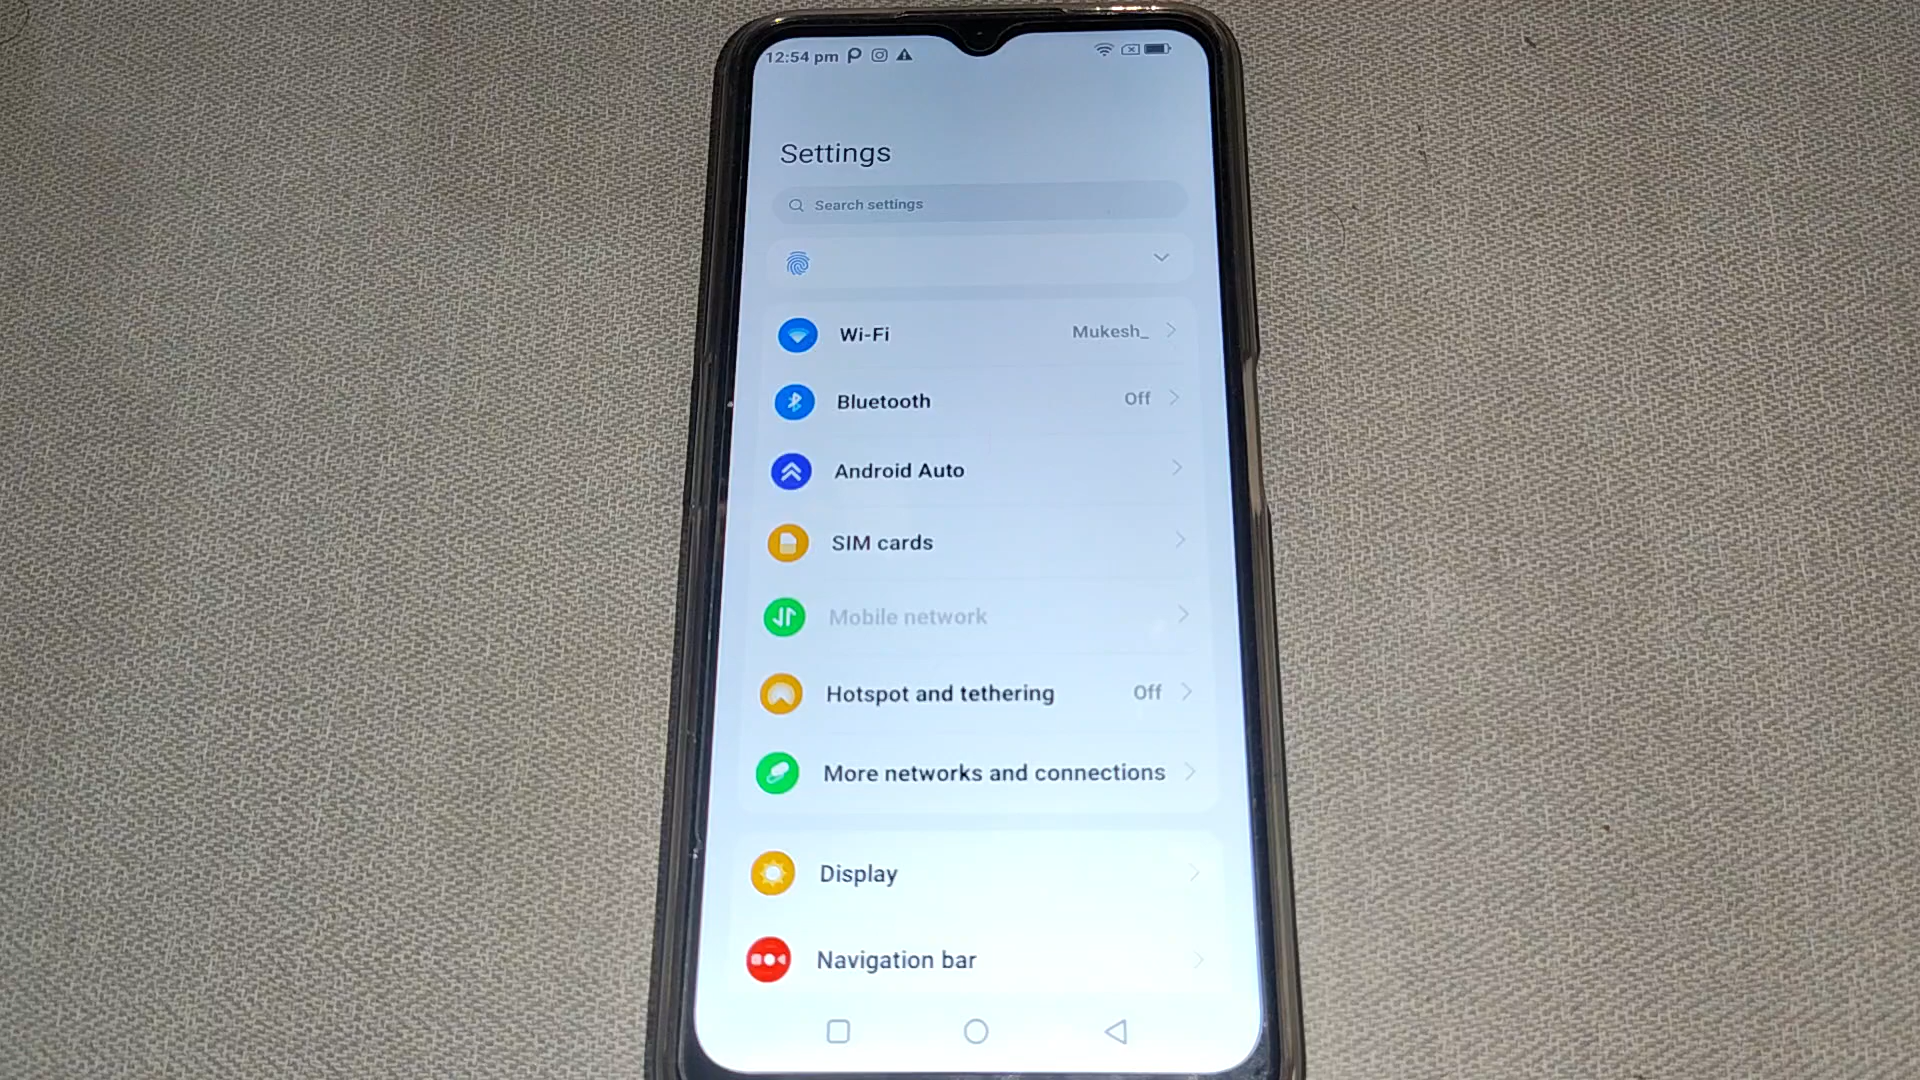 12:54 pm
Settings
Search settings
Wi-Fi Mukesh_
Bluetooth Off
Android Auto
SIM cards
Mobile network
Hotspot and tethering Off
More networks and connections
Display
Navigation bar